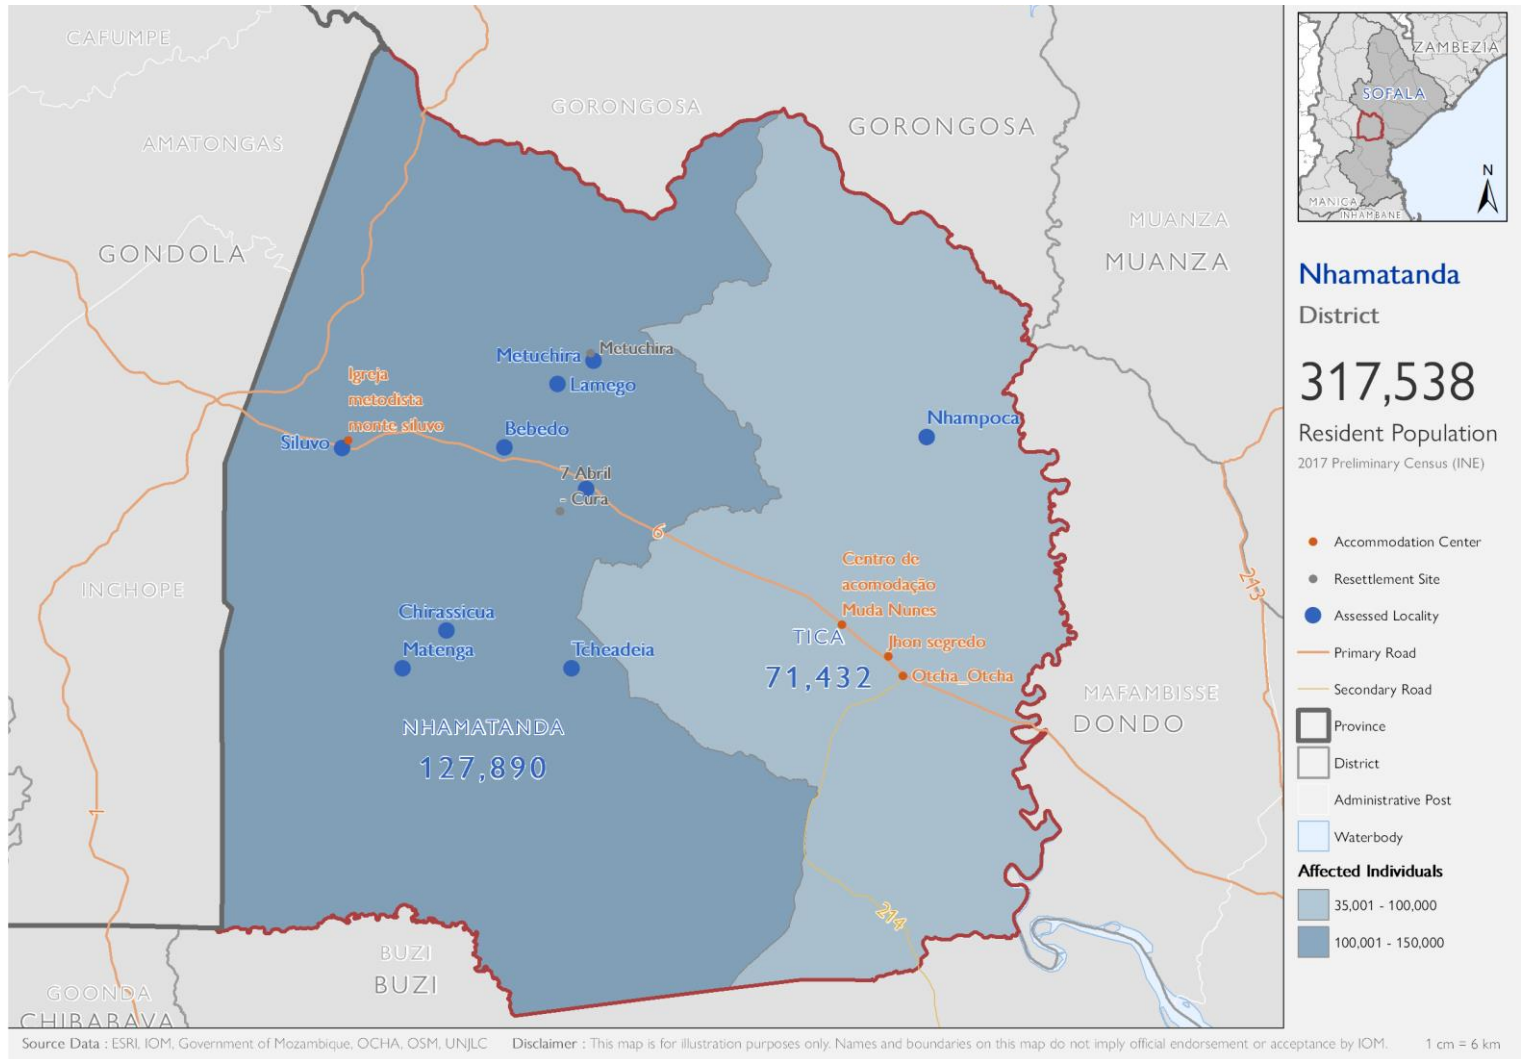 CAFUMPE
GORONGOSA
GORONGOSA
AMATONGAS
GONDOLA
MUANZA
MUANZA
Metuchira
Metuchira
Lamego
Igreja
metodista
monte siluvo
Siluvo
Bebedo
Nhampoca
7 Abril
- Cura
6
INCHOPE
Centro de
acomodação
Muda Nunes
213
Chirassicua
Matenga
Tcheadeia
TICA
71,432
Jhon segredo
Otcha_Otcha
NHAMATANDA
127,890
MAFAMBISSE
DONDO
1
214
BUZI
BUZI
GOONDA
CHIBABAVA
ZAMBEZIA
SOFALA
MANICA
INHAMBANE
N
Nhamatanda
District
317,538
Resident Population
2017 Preliminary Census (INE)
Accommodation Center
Resettlement Site
Assessed Locality
Primary Road
Secondary Road
Province
District
Administrative Post
Waterbody
Affected Individuals
35,001 - 100,000
100,001 - 150,000
Source Data : ESRI, IOM, Government of Mozambique, OCHA, OSM, UNJLC Disclaimer : This map is for illustration purposes only. Names and boundaries on this map do not imply official endorsement or acceptance by IOM. 1 cm = 6 km